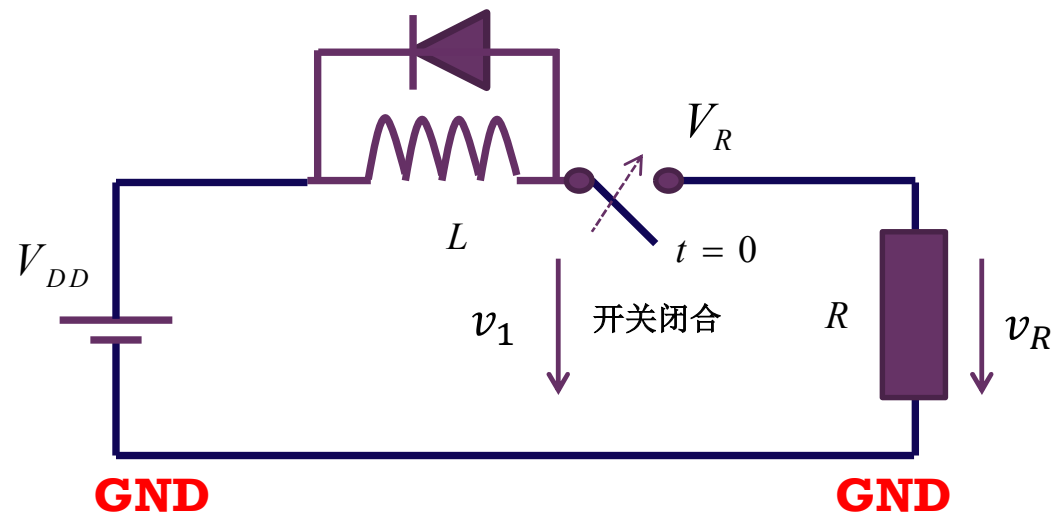 V_R
L
t = 0
V_DD
v_1
开关闭合
R
v_R
GND
GND